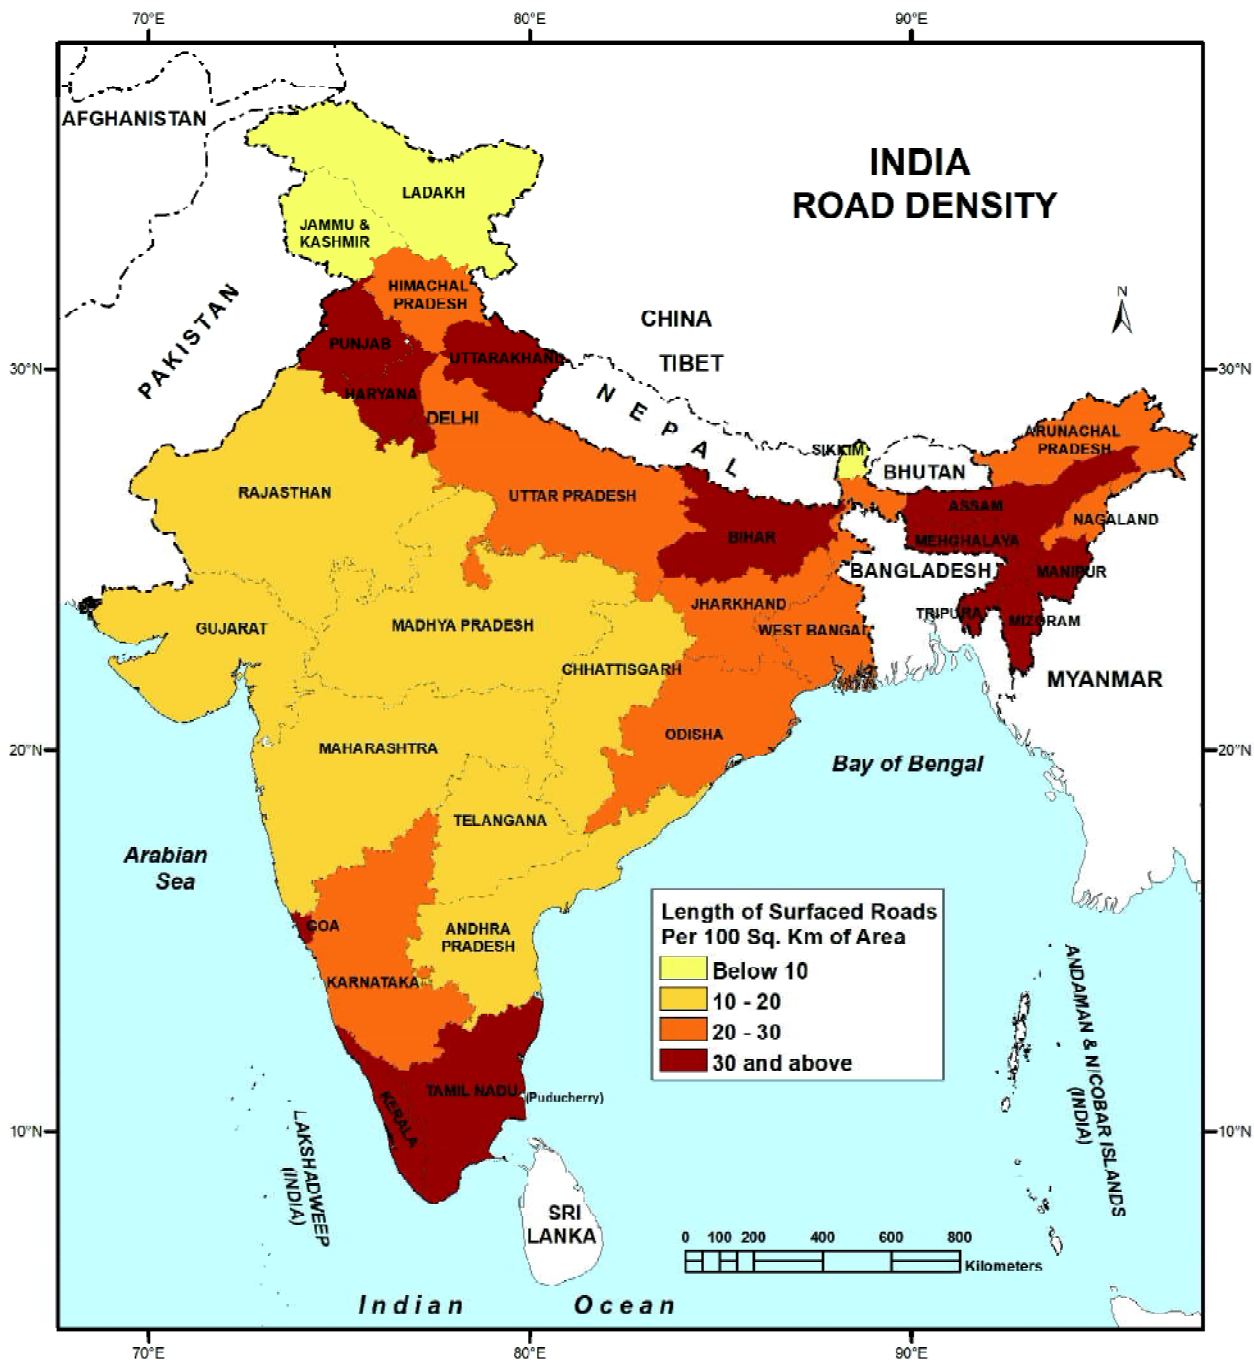 70°E
80°E
90°E
AFGHANISTAN
INDIA
ROAD DENSITY
LADAKH
JAMMU &
KASHMIR
HIMACHAL
PRADESH
N
PAKISTAN
CHINA
TIBET
PUNJAB
UTTARAKHAND
30°N
30°N
HARYANA
NEPAL
DELHI
ARUNACHAL
PRADESH
SIKKIM
BHUTAN
RAJASTHAN
UTTAR PRADESH
ASSAM
NAGALAND
BIHAR
MEHGHALAYA
BANGLADESH
MANIPUR
JHARKHAND
TRIPURA
MIZORAM
GUJARAT
MADHYA PRADESH
WEST BANGAL
CHHATTISGARH
MYANMAR
ODISHA
MAHARASHTRA
20°N
20°N
Bay of Bengal
TELANGANA
Arabian
Sea
Length of Surfaced Roads
Per 100 Sq. Km of Area
Below 10
10 - 20
20 - 30
30 and above
GOA
ANDHRA
PRADESH
KARNATAKA
ANDAMAN & NICOBAR ISLANDS
(INDIA)
TAMIL NADU
(Puducherry)
KERALA
10°N
10°N
LAKSHADWEEP
(INDIA)
SRI
LANKA
0 100 200 400 600 800
Kilometers
Indian Ocean
70°E
80°E
90°E